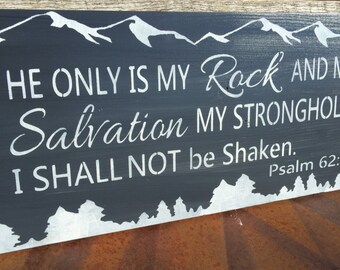 HE ONLY IS MY Rock AND M
Salvation MY STRONGHOL
I SHALL NOT be Shaken.
Psalm 62: